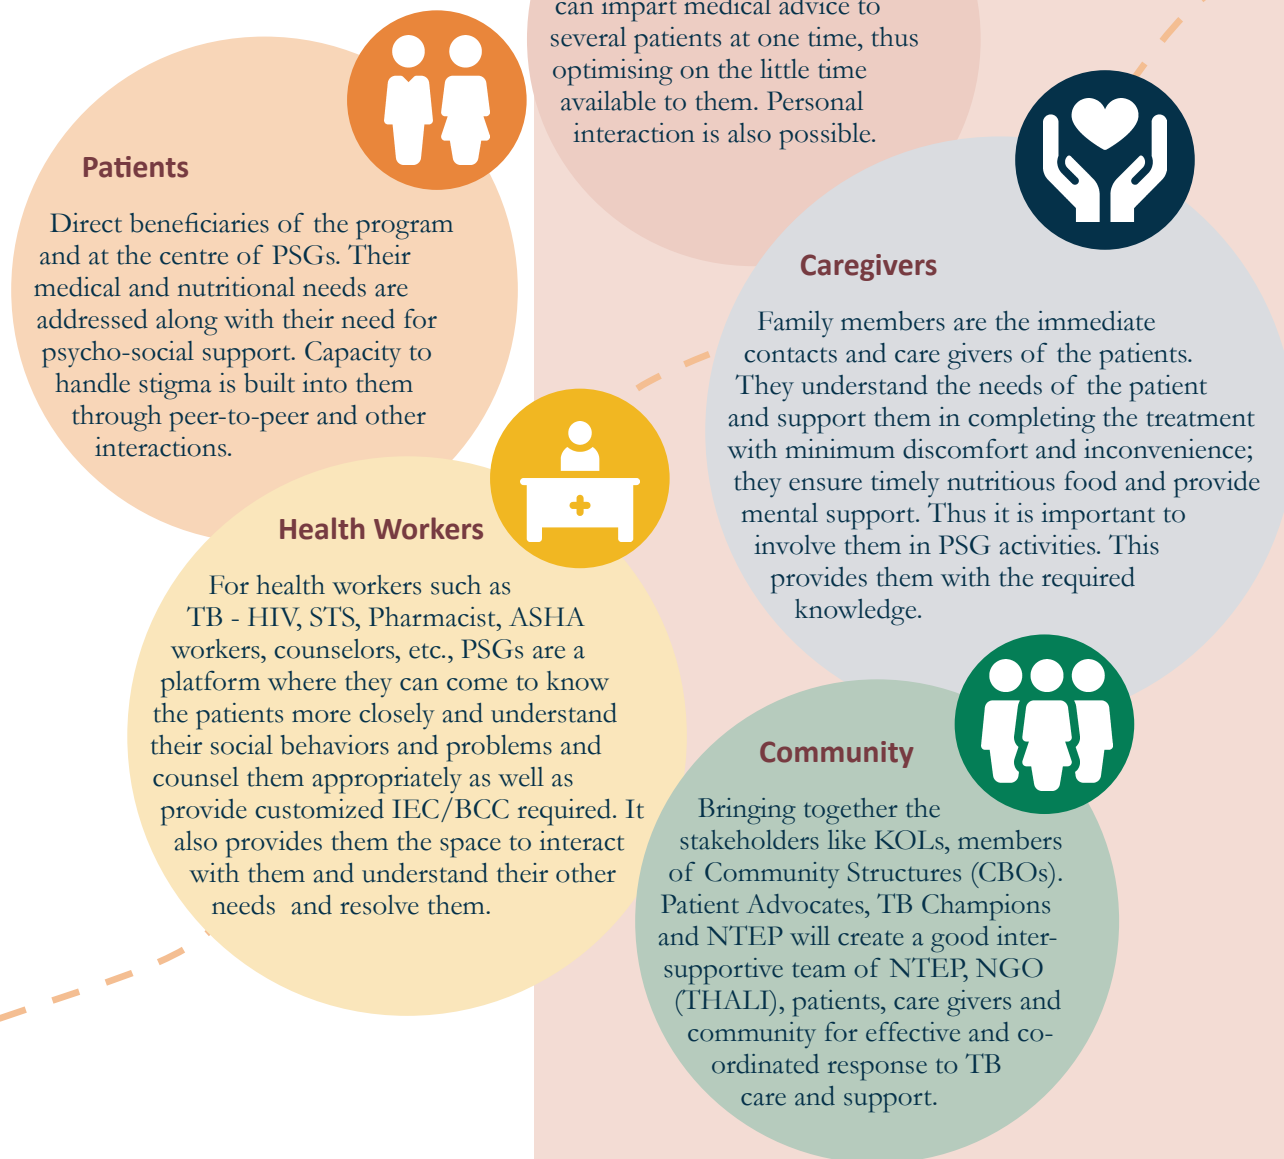 can impart medical advice to
several patients at one time, thus
optimising on the little time
available to them. Personal
interaction is also possible.
Patients
Direct beneficiaries of the program
and at the centre of PSGs. Their
medical and nutritional needs are
addressed along with their need for
psycho-social support. Capacity to
handle stigma is built into them
through peer-to-peer and other
interactions.
Caregivers
Family members are the immediate
contacts and care givers of the patients.
They understand the needs of the patient
and support them in completing the treatment
with minimum discomfort and inconvenience;
they ensure timely nutritious food and provide
mental support. Thus it is important to
involve them in PSG activities. This
provides them with the required
knowledge.
Health Workers
For health workers such as
TB - HIV, STS, Pharmacist, ASHA
workers, counselors, etc., PSGs are a
platform where they can come to know
the patients more closely and understand
their social behaviors and problems and
counsel them appropriately as well as
provide customized IEC/BCC required. It
also provides them the space to interact
with them and understand their other
needs and resolve them.
Community
Bringing together the
stakeholders like KOLs, members
of Community Structures (CBOs).
Patient Advocates, TB Champions
and NTEP will create a good inter-
supportive team of NTEP, NGO
(THALI), patients, care givers and
community for effective and co-
ordinated response to TB
care and support.